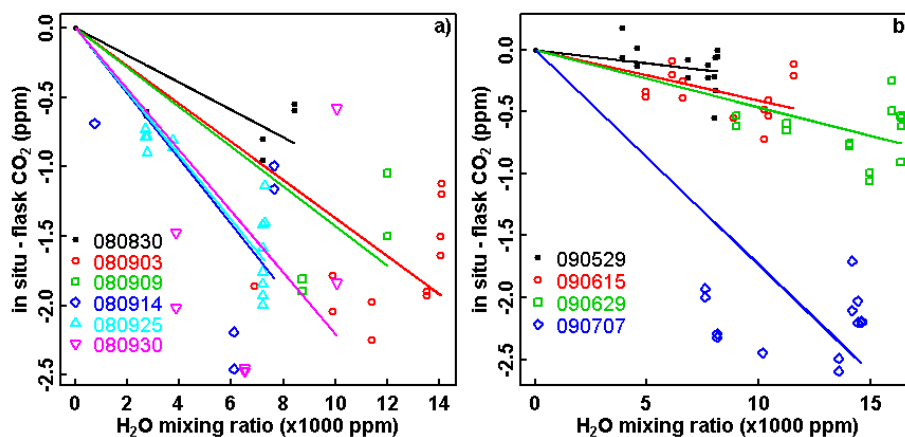 a)
in situ - flask CO2 (ppm)
0.0
-0.5
-1.0
-1.5
-2.0
-2.5
080830
080903
080909
080914
080925
080930
0 2 4 6 8 10 12 14
H2O mixing ratio (x1000 ppm)
b
in situ - flask CO2 (ppm)
0.0
-0.5
-1.0
-1.5
-2.0
-2.5
090529
090615
090629
090707
0 5 10 15
H2O mixing ratio (x1000 ppm)